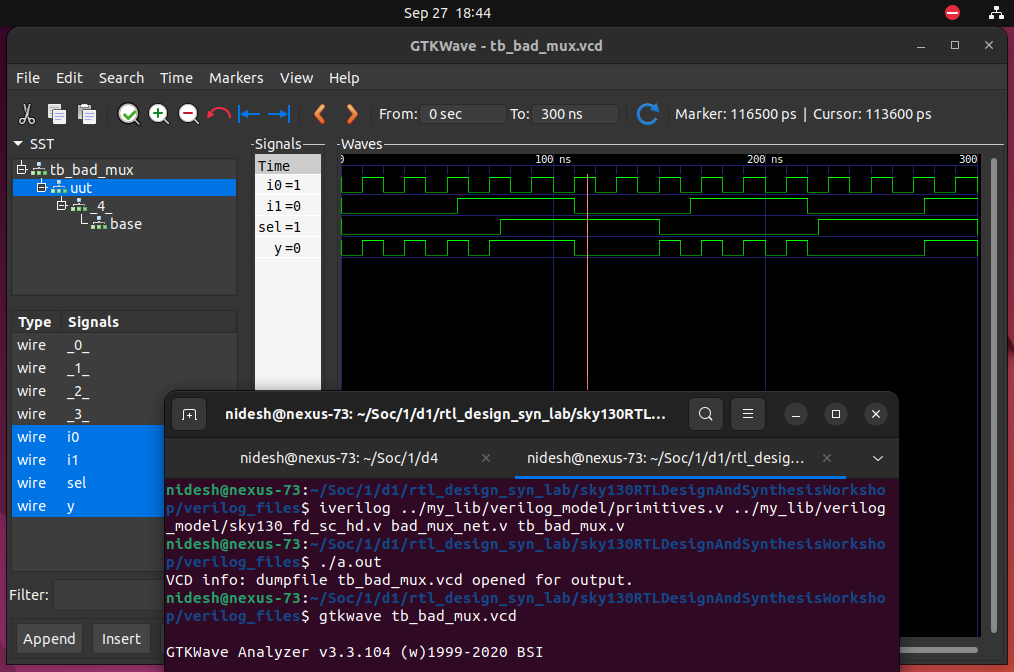 Sep 27 18:44
GTKWave - tb_bad_mux.vcd
File Edit Search Time Markers View Help
From: 0 sec To: 300 ns Marker: 116500 ps | Cursor: 113600 ps
SST
Signals
Waves
tb_bad_mux
uut
_4_
base
Time
i0 =1
i1 =0
sel =1
y =0
0 100 ns 200 ns 300
Type Signals
wire _0_
wire _1_
wire _2_
wire _3_
wire i0
wire i1
wire sel
wire y
Filter:
Append Insert
nidesh@nexus-73: ~/Soc/1/d1/rtl_design_syn_lab/sky130RTL...
nidesh@nexus-73: ~/Soc/1/d4
nidesh@nexus-73: ~/Soc/1/d1/rtl_desig...
nidesh@nexus-73:~/Soc/1/d1/rtl_design_syn_lab/sky130RTLDesignAndSynthesisWorksho
p/verilog_files$ iverilog ../my_lib/verilog_model/primitives.v ../my_lib/verilog
_model/sky130_fd_sc_hd.v bad_mux_net.v tb_bad_mux.v
nidesh@nexus-73:~/Soc/1/d1/rtl_design_syn_lab/sky130RTLDesignAndSynthesisWorksho
p/verilog_files$ ./a.out
VCD info: dumpfile tb_bad_mux.vcd opened for output.
nidesh@nexus-73:~/Soc/1/d1/rtl_design_syn_lab/sky130RTLDesignAndSynthesisWorksho
p/verilog_files$ gtkwave tb_bad_mux.vcd
GTKWave Analyzer v3.3.104 (w)1999-2020 BSI